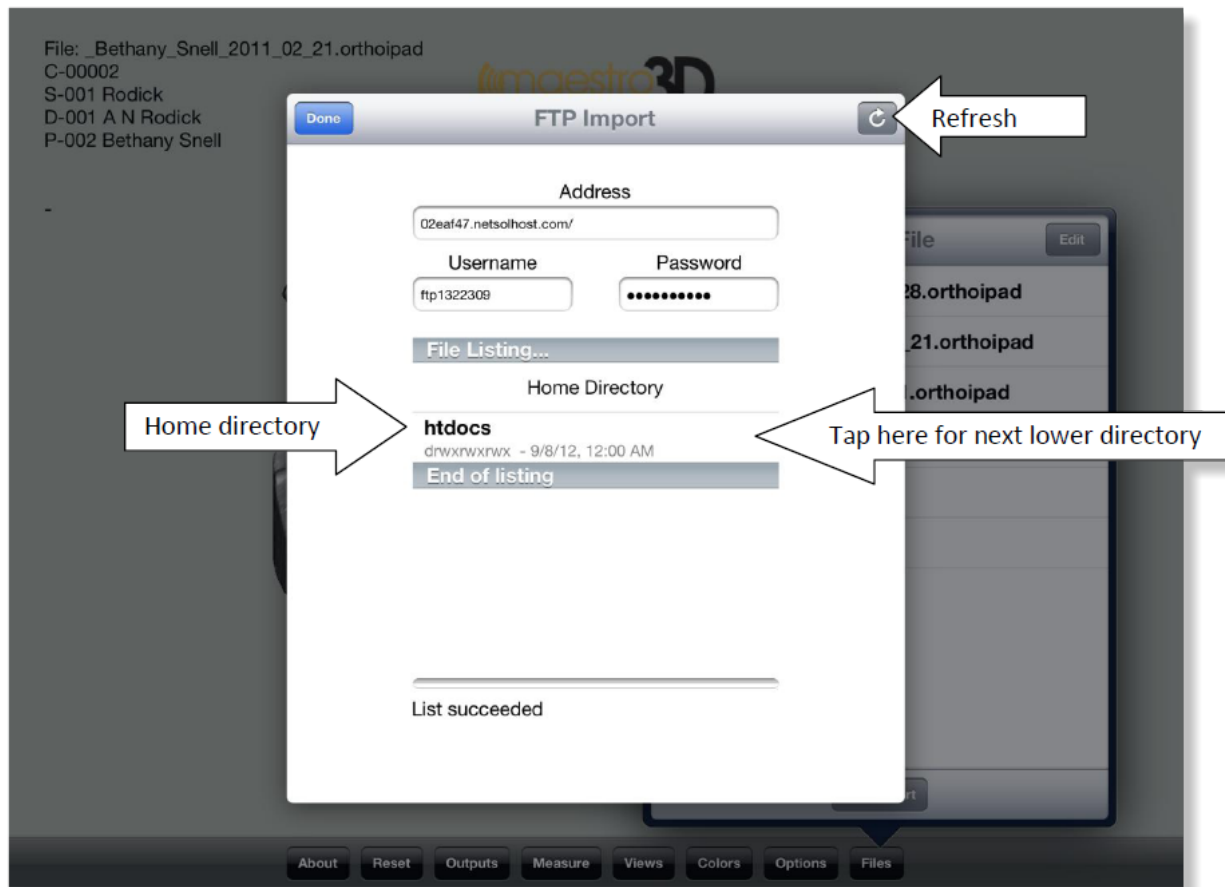 File: _Bethany_Snell_2011_02_21.orthoipad
C-00002
S-001 Rodick
D-001 A N Rodick
P-002 Bethany Snell
-
maestro3D
Done
FTP Import
Refresh
Address
02eaf47.netsolhost.com/
Username
Password
ftp1322309
••••••••••
File
Edit
28.orthoipad
_21.orthoipad
.orthoipad
File Listing...
Home Directory
Home directory
htdocs
drwxrwxrwx - 9/8/12, 12:00 AM
Tap here for next lower directory
End of listing
List succeeded
About
Reset
Outputs
Measure
Views
Colors
Options
Files